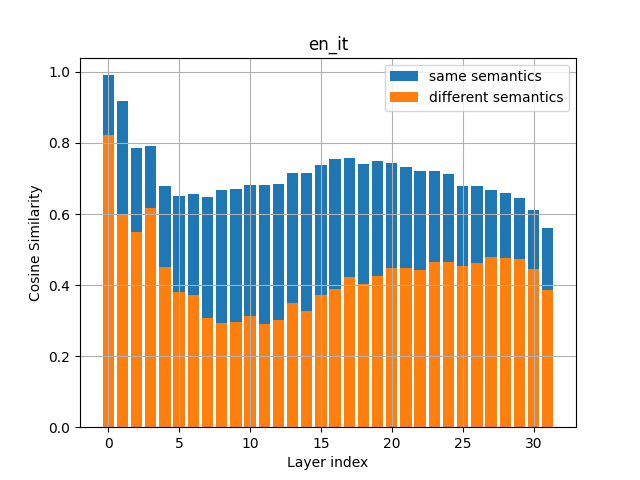 en_it
same semantics
different semantics
Cosine Similarity
1.0
0.8
0.6
0.4
0.2
0.0
0 5 10 15 20 25 30
Layer index